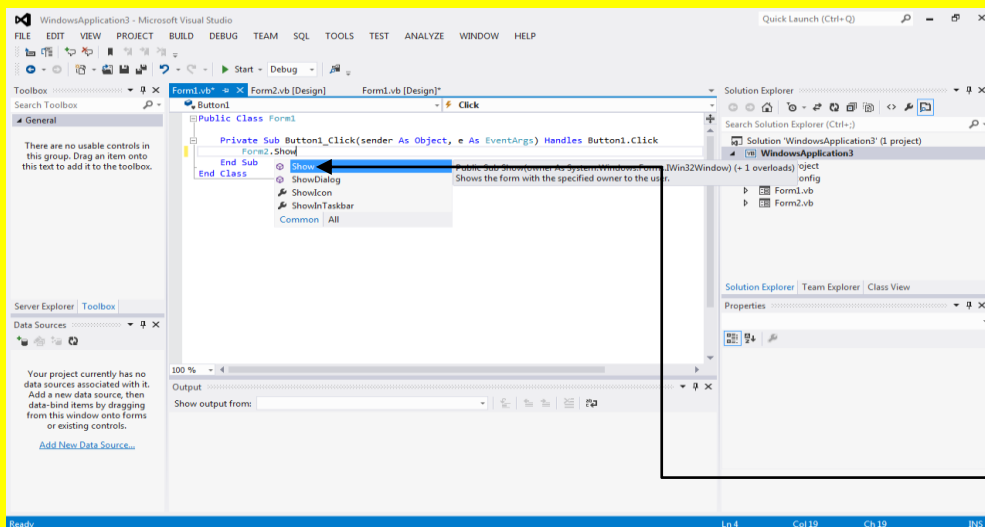 WindowsApplication3 - Microsoft Visual Studio
Quick Launch (Ctrl+Q)
FILE EDIT VIEW PROJECT BUILD DEBUG TEAM SQL TOOLS TEST ANALYZE WINDOW HELP
Start - Debug
Toolbox
Search Toolbox
General
There are no usable controls in
this group. Drag an item onto
this text to add it to the toolbox.
Server Explorer Toolbox
Data Sources
Your project currently has no
data sources associated with it.
Add a new data source, then
data-bind items by dragging
from this window onto forms
or existing controls.
Add New Data Source...
Form1.vb* Form2.vb [Design] Form1.vb [Design]*
Button1 Click
Public Class Form1
Private Sub Button1_Click(sender As Object, e As EventArgs) Handles Button1.Click
Form2.Show
End Sub
End Class
Show
ShowDialog
ShowIcon
ShowInTaskbar
Common All
Public Sub Show(owner As System.Windows.Forms.IWin32Window) (+ 1 overloads)
Shows the form with the specified owner to the user.
100 %
Output
Show output from:
Solution Explorer
Search Solution Explorer (Ctrl+;)
Solution 'WindowsApplication3' (1 project)
WindowsApplication3
oject
onfig
Form1.vb
Form2.vb
Solution Explorer Team Explorer Class View
Properties
Ready Ln 4 Col 19 Ch 19 INS